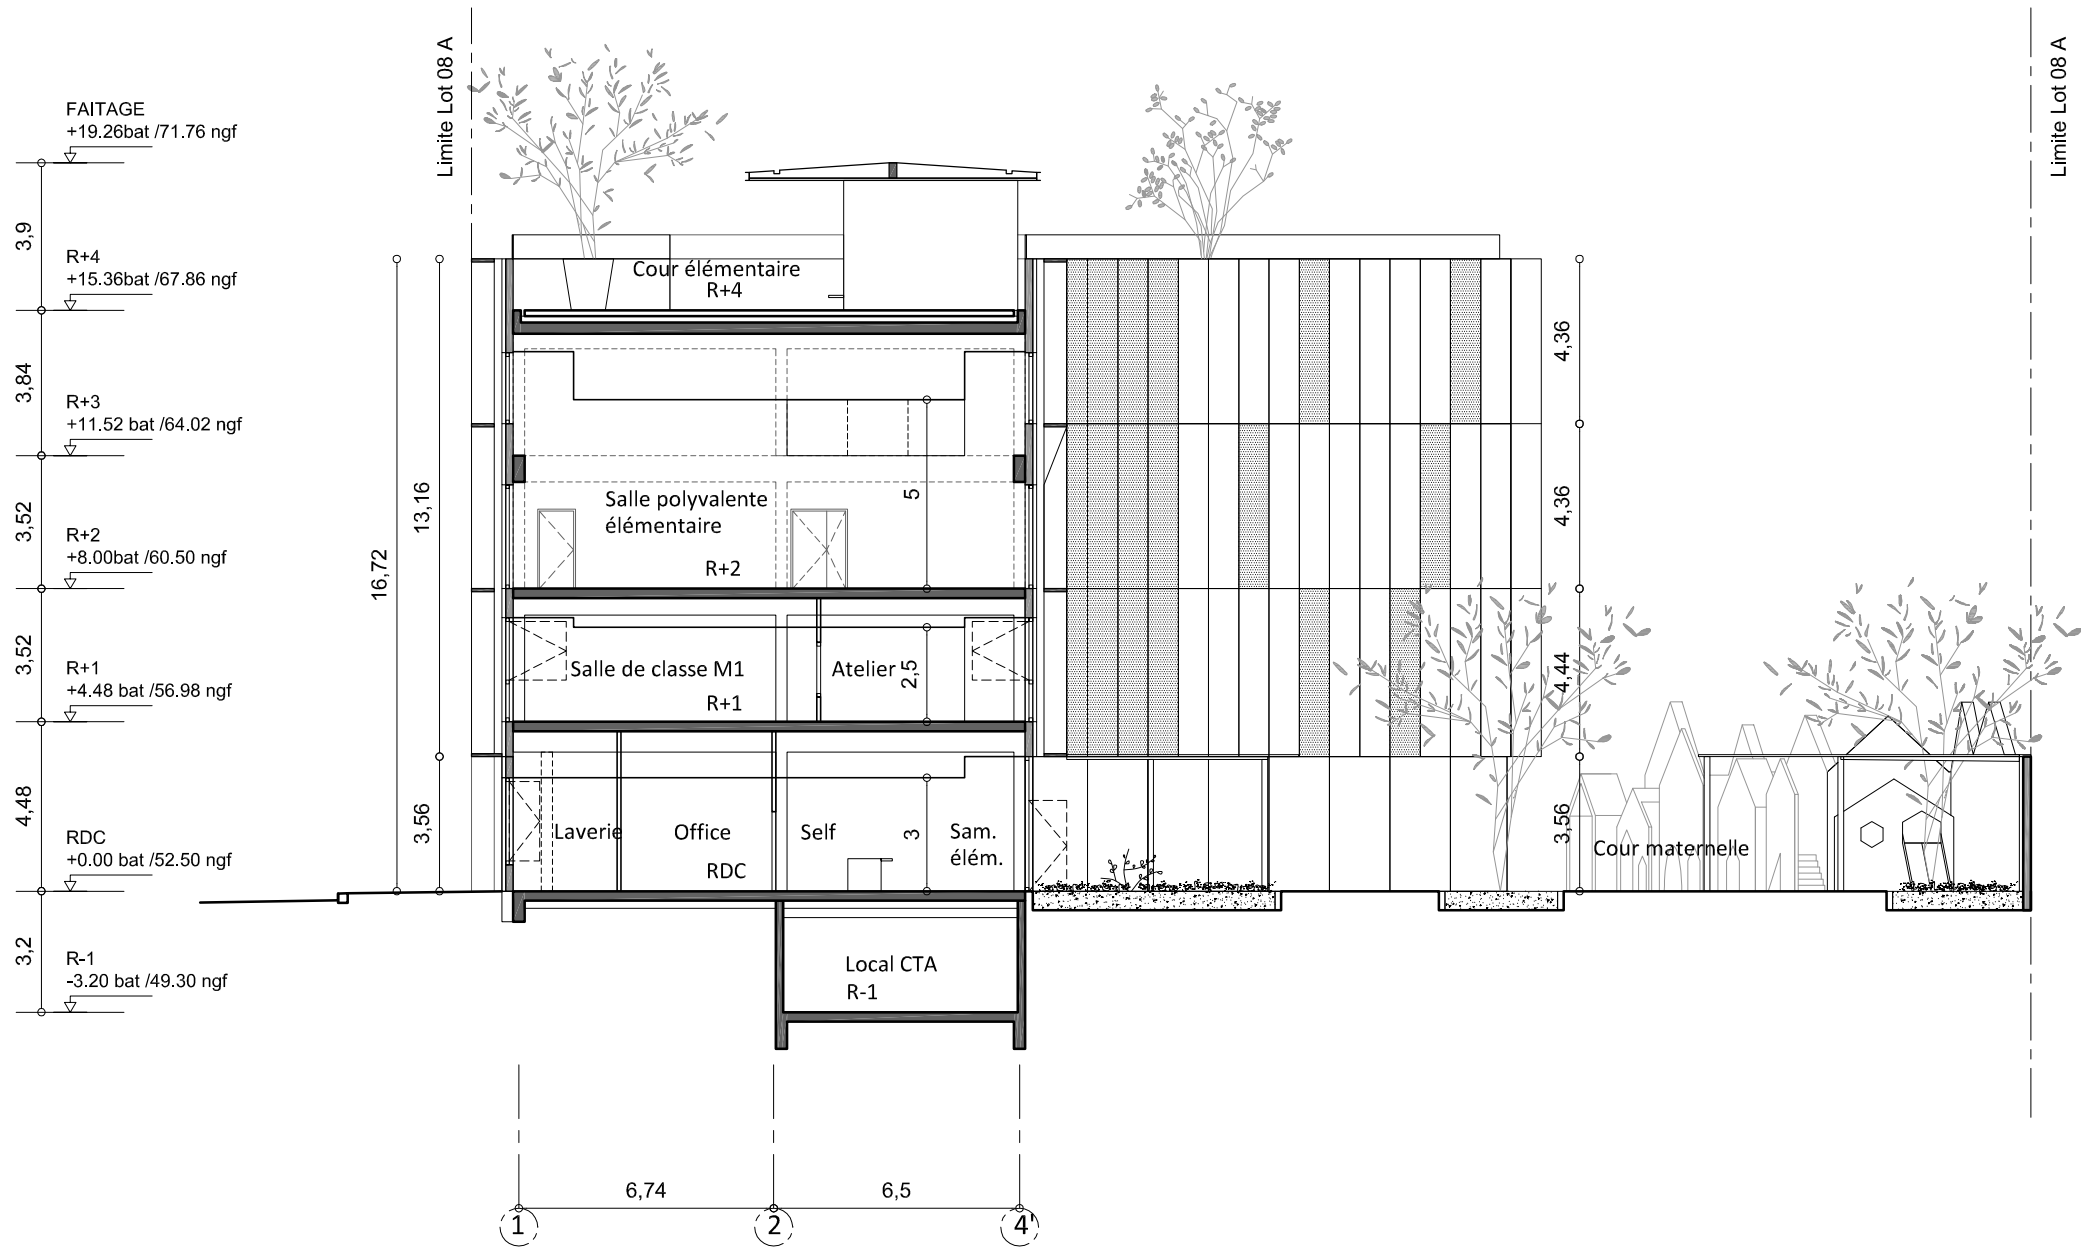 Limite Lot 08 A
Limite Lot 08 A
FAITAGE
+19.26bat /71.76 ngf
3,9
R+4
+15.36bat /67.86 ngf
3,84
R+3
+11.52 bat /64.02 ngf
3,52
R+2
+8.00bat /60.50 ngf
3,52
R+1
+4.48 bat /56.98 ngf
4,48
RDC
+0.00 bat /52.50 ngf
3,2
R-1
-3.20 bat /49.30 ngf
16,72
13,16
3,56
Cour élémentaire
R+4
Salle polyvalente
élémentaire
R+2
5
Salle de classe M1
R+1
Atelier
2,5
Laverie
Office
RDC
Self
3
Sam.
élém.
Local CTA
R-1
4,36
4,36
4,44
3,56
Cour maternelle
6,74
6,5
1
2
4'